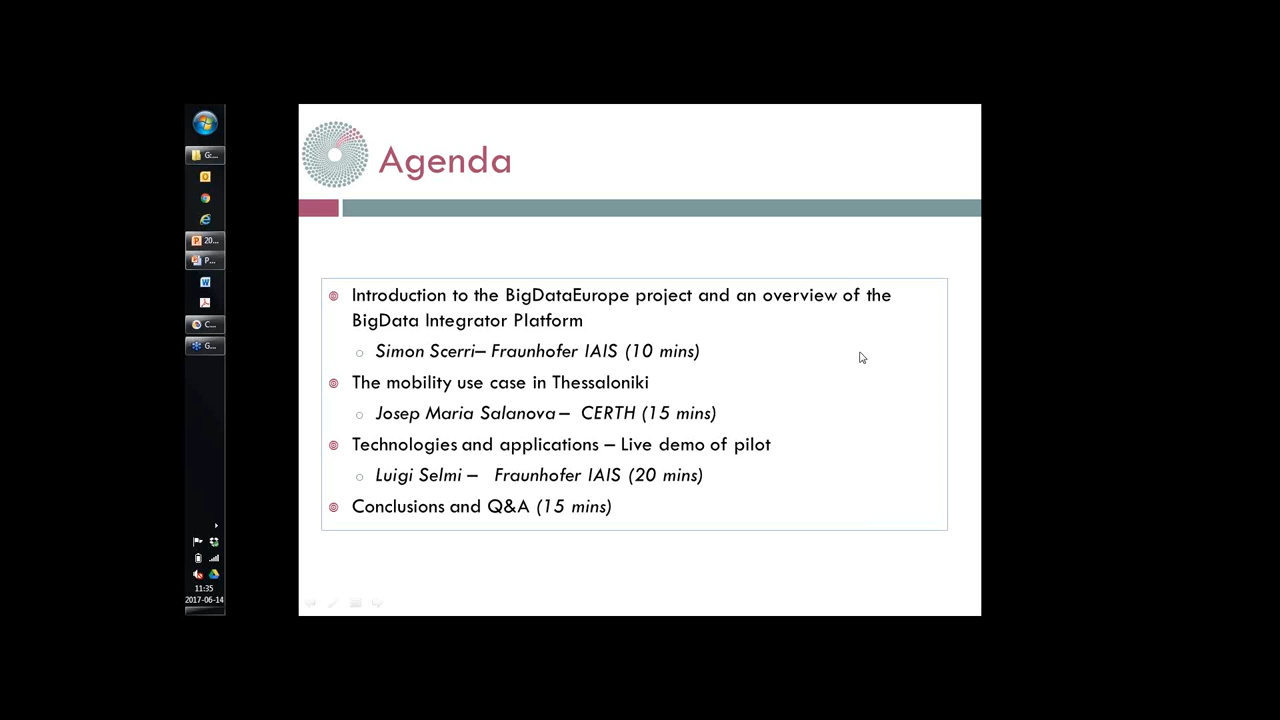 Agenda
Introduction to the BigDataEurope project and an overview of the
BigData Integrator Platform
Simon Scerri– Fraunhofer IAIS (10 mins)
The mobility use case in Thessaloniki
Josep Maria Salanova – CERTH (15 mins)
Technologies and applications – Live demo of pilot
Luigi Selmi – Fraunhofer IAIS (20 mins)
Conclusions and Q&A (15 mins)
G:...
20...
P...
C...
G...
11:35
2017-06-14